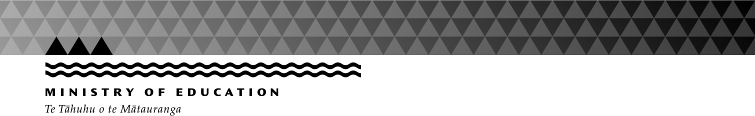 MINISTRY OF EDUCATION
Te Tāhuhu o te Mātauranga